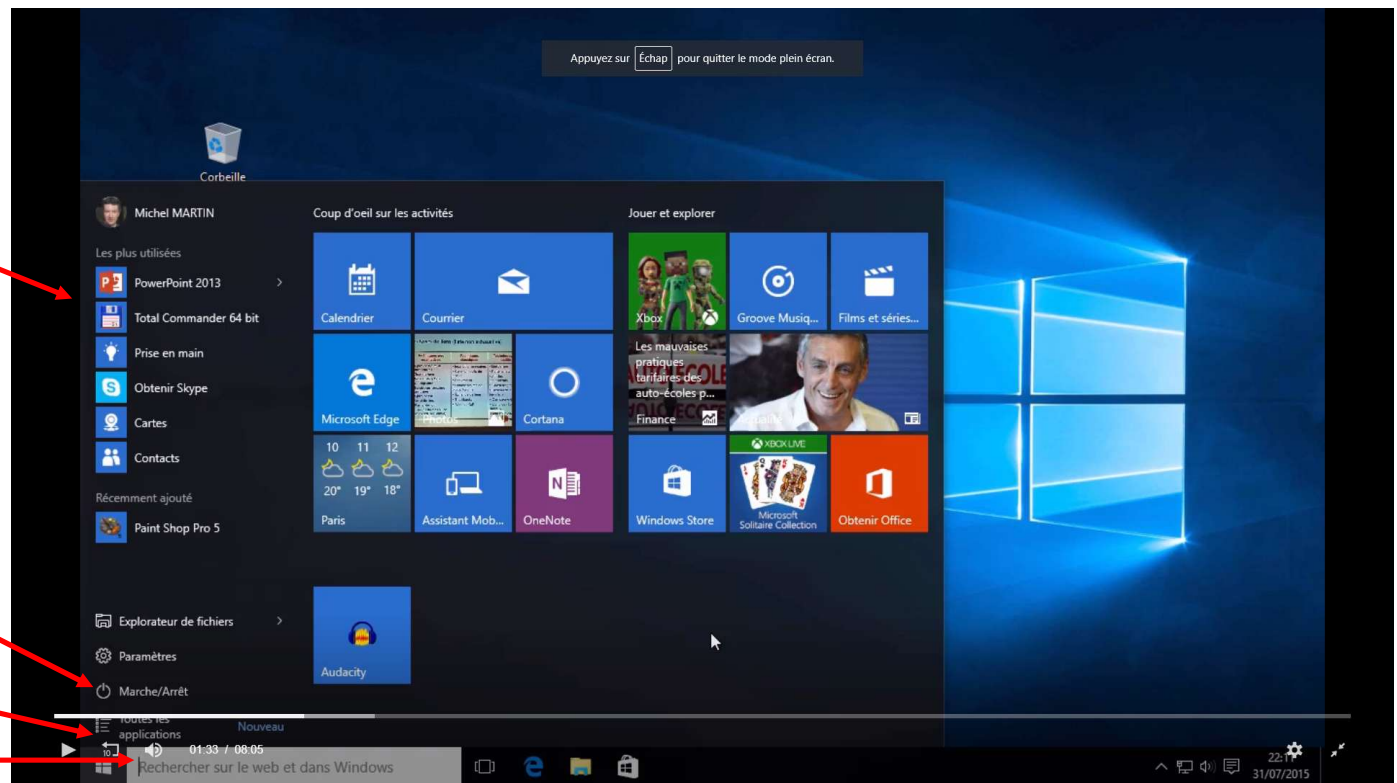 Appuyez sur Échap pour quitter le mode plein écran.
Corbeille
Michel MARTIN
Les plus utilisées
PowerPoint 2013
Total Commander 64 bit
Prise en main
Obtenir Skype
Cartes
Contacts
Récemment ajouté
Paint Shop Pro 5
Explorateur de fichiers
Paramètres
Marche/Arrêt
Toutes les
applications
Nouveau
Coup d'oeil sur les activités
Calendrier
Courrier
Microsoft Edge
Photos
Cortana
10 11 12
20° 19° 18°
Paris
Assistant Mob...
OneNote
Audacity
Jouer et explorer
Xbox
Groove Musiq...
Films et séries...
Les mauvaises
pratiques
tarifaires des
auto-écoles p...
Finance
Windows Store
XBOX LIVE
Microsoft
Solitaire Collection
Obtenir Office
10
01:33 / 08:05
Rechercher sur le web et dans Windows
22:11
31/07/2015